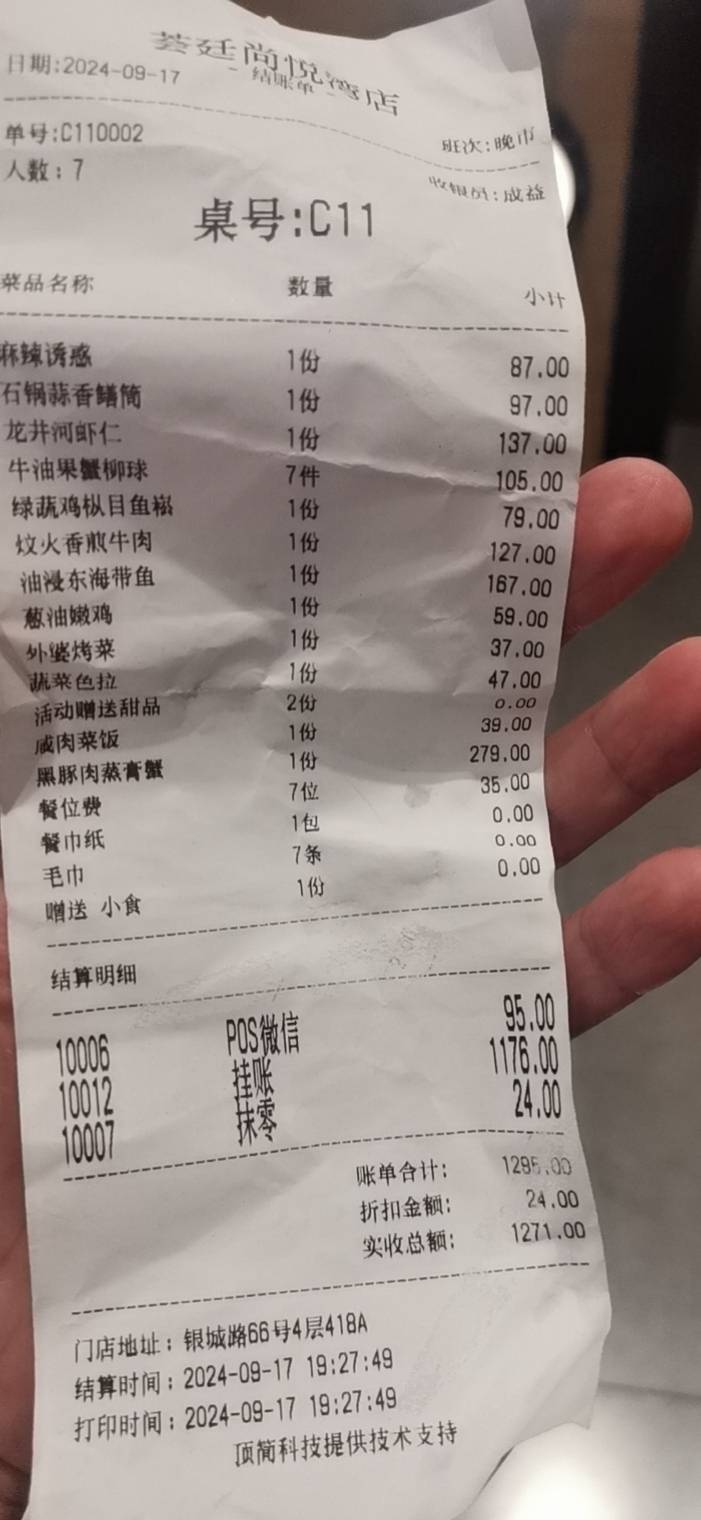 荟廷尚悦湾店
- 结账单 -
日期:2024-09-17
单号:C110002 班次:晚市
人数:7 收银员:成益
桌号:C11
菜品名称 数量 小计
麻辣诱惑 1份 87.00
石锅蒜香鳝筒 1份 97.00
龙井河虾仁 1份 137.00
牛油果蟹柳球 7件 105.00
绿蔬鸡枞目鱼崧 1份 79.00
炆火香煎牛肉 1份 127.00
油浸东海带鱼 1份 167.00
葱油嫩鸡 1份 59.00
外婆烤菜 1份 37.00
蔬菜色拉 1份 47.00
活动赠送甜品 2份 0.00
咸肉菜饭 1份 39.00
黑豚肉蒸膏蟹 1份 279.00
餐位费 7位 35.00
餐巾纸 1包 0.00
毛巾 7条 0.00
赠送 小食 1份 0.00
结算明细
10006 POS微信 95.00
10012 挂账 1176.00
10007 抹零 24.00
账单合计: 1295.00
折扣金额: 24.00
实收总额: 1271.00
门店地址：银城路66号4层418A
结算时间：2024-09-17 19:27:49
打印时间：2024-09-17 19:27:49
顶简科技提供技术支持